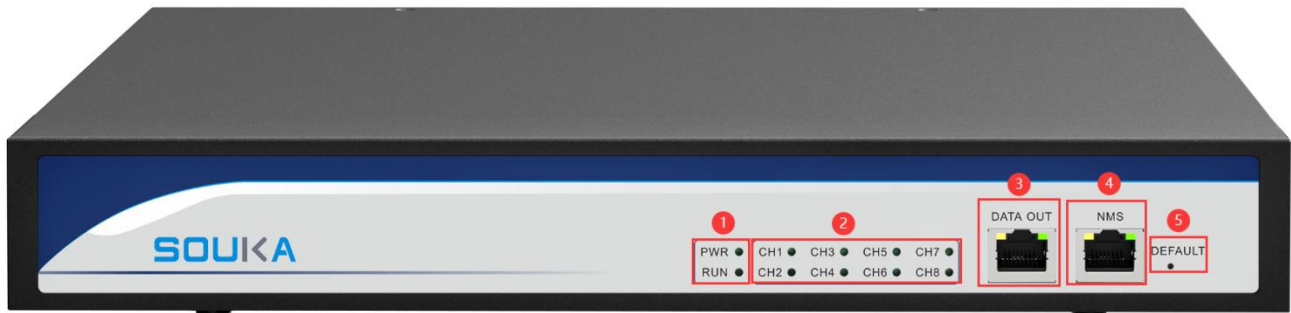 SOUKA
1
PWR
RUN
2
CH1 CH3 CH5 CH7
CH2 CH4 CH6 CH8
3
DATA OUT
4
NMS
5
DEFAULT